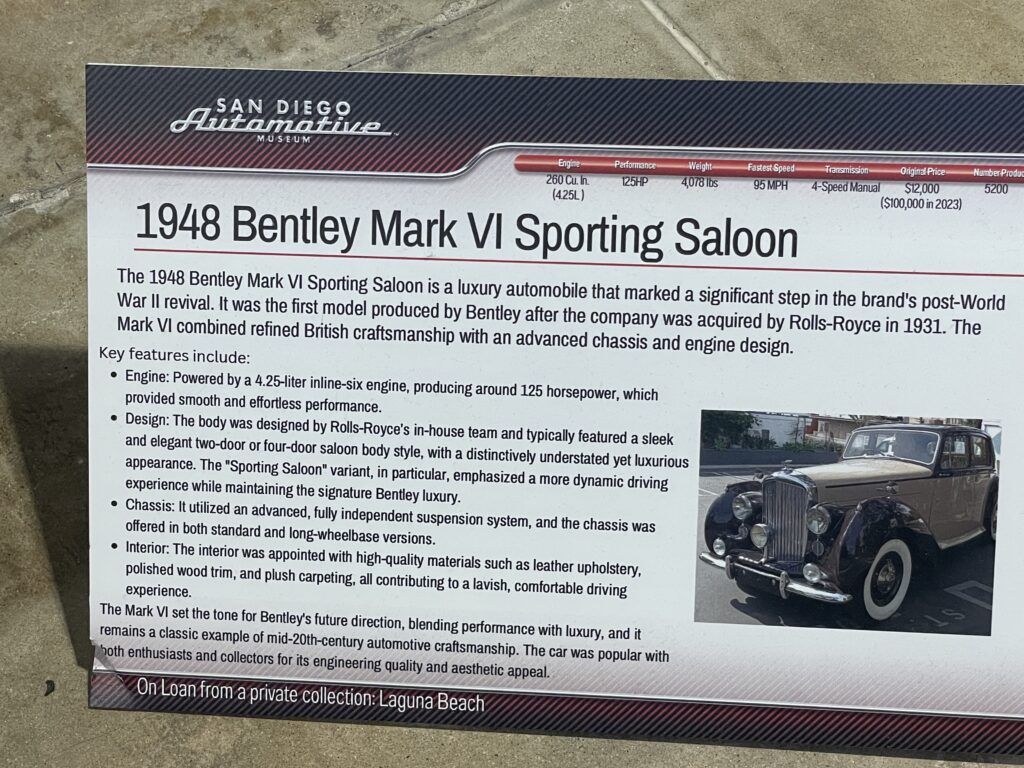 SAN DIEGO
Automotive
MUSEUM
Engine Performance Weight Fastest Speed Transmission Original Price Number
260 Cu. In. 125HP 4,078 lbs 95 MPH 4-Speed Manual $12,000 5200
(4.25L) ($100,000 in 2023)
1948 Bentley Mark VI Sporting Saloon
The 1948 Bentley Mark VI Sporting Saloon is a luxury automobile that marked a significant step in the brand's post-World
War II revival. It was the first model produced by Bentley after the company was acquired by Rolls-Royce in 1931. The
Mark VI combined refined British craftsmanship with an advanced chassis and engine design.
Key features include:
• Engine: Powered by a 4.25-liter inline-six engine, producing around 125 horsepower, which
provided smooth and effortless performance.
• Design: The body was designed by Rolls-Royce's in-house team and typically featured a sleek
and elegant two-door or four-door saloon body style, with a distinctively understated yet luxurious
appearance. The "Sporting Saloon" variant, in particular, emphasized a more dynamic driving
experience while maintaining the signature Bentley luxury.
• Chassis: It utilized an advanced, fully independent suspension system, and the chassis was
offered in both standard and long-wheelbase versions.
• Interior: The interior was appointed with high-quality materials such as leather upholstery,
polished wood trim, and plush carpeting, all contributing to a lavish, comfortable driving
experience.
The Mark VI set the tone for Bentley's future direction, blending performance with luxury, and it
remains a classic example of mid-20th-century automotive craftsmanship. The car was popular with
both enthusiasts and collectors for its engineering quality and aesthetic appeal.
On Loan from a private collection: Laguna Beach